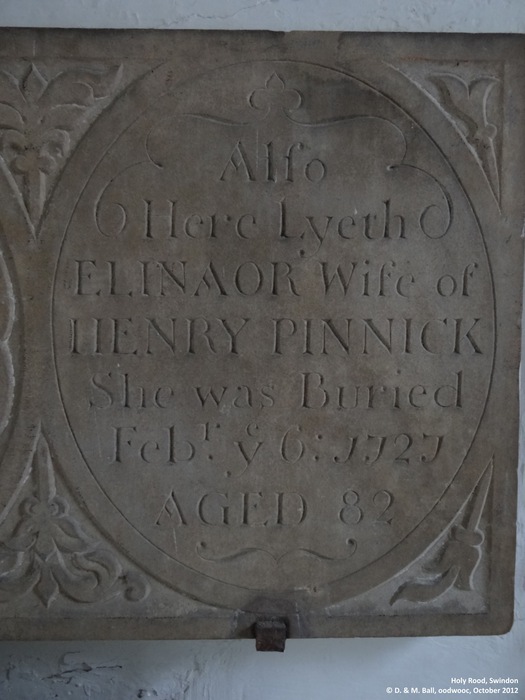 Alſo
Here Lyeth
ELINAOR Wife of
HENRY PINNICK
She was Buried
Febʳ. yᵉ 6: 1727
AGED 82
Holy Rood, Swindon
© D. & M. Ball, oodwooc, October 2012